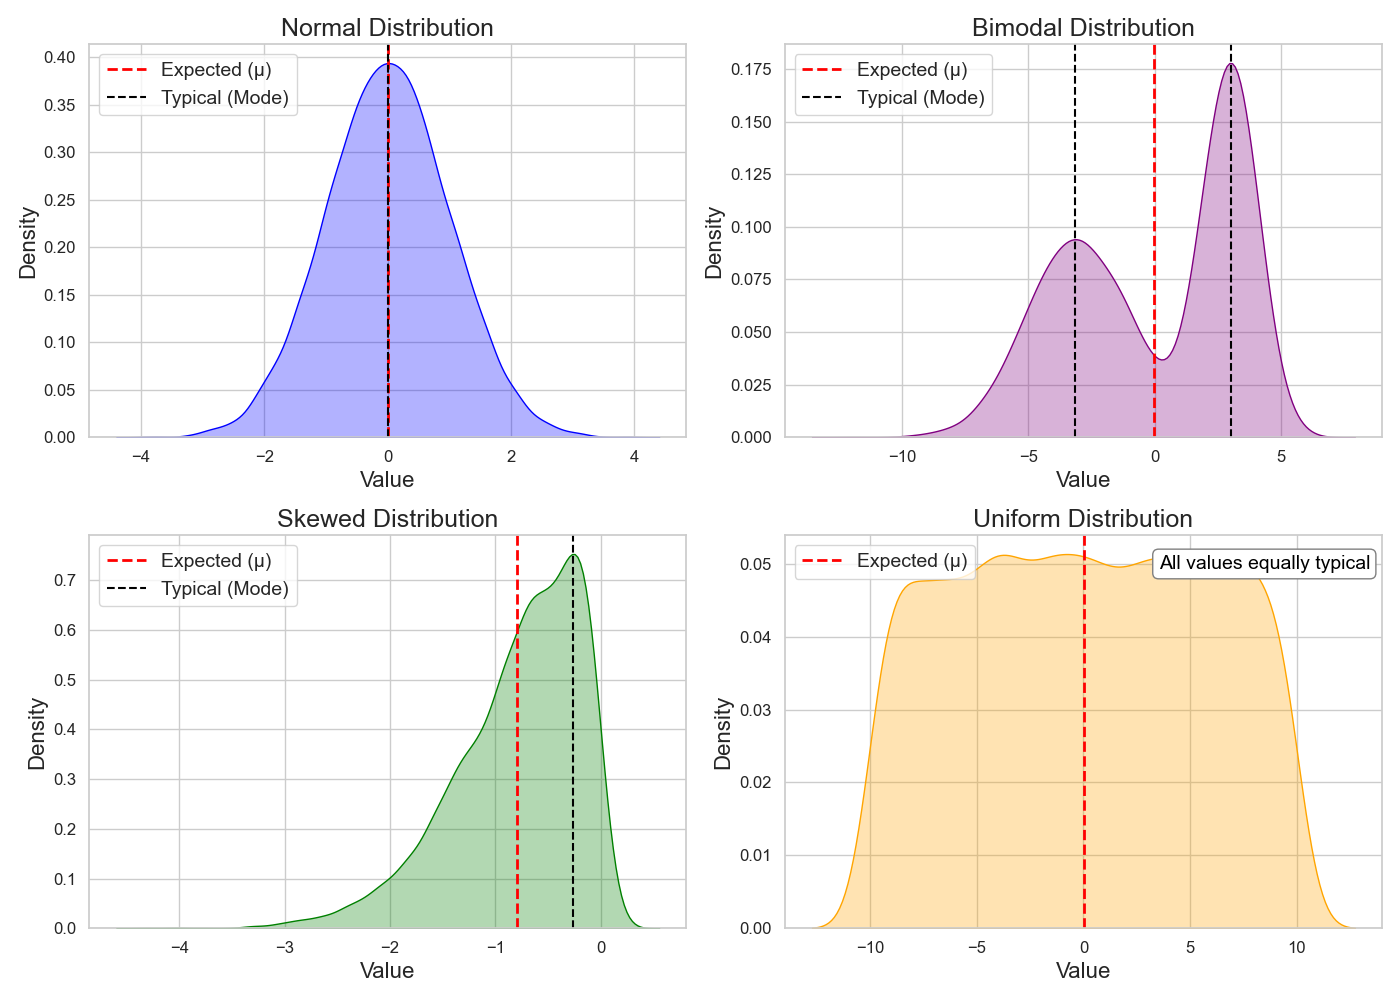 Normal Distribution
Expected (μ)
Typical (Mode)
0.40
0.35
0.30
0.25
0.20
0.15
0.10
0.05
0.00
Density
−4
−2
0
2
4
Value
Bimodal Distribution
Expected (μ)
Typical (Mode)
0.175
0.150
0.125
0.100
0.075
0.050
0.025
0.000
Density
−10
−5
0
5
Value
Skewed Distribution
Expected (μ)
Typical (Mode)
0.7
0.6
0.5
0.4
0.3
0.2
0.1
0.0
Density
−4
−3
−2
−1
0
Value
Uniform Distribution
Expected (μ)
All values equally typical
0.05
0.04
0.03
0.02
0.01
0.00
Density
−10
−5
0
5
10
Value